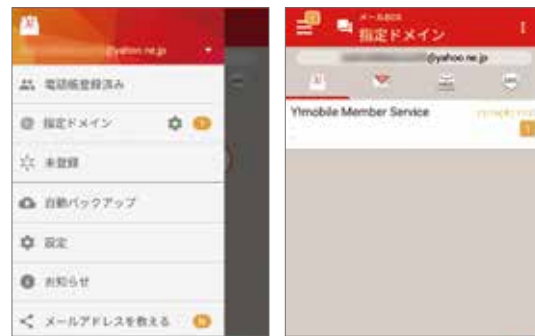 @yahoo.ne.jp
電話帳登録済み
指定ドメイン
未登録
自動バックアップ
設定
お知らせ
メールアドレスを教える
N
メールBOX
指定ドメイン
@yahoo.ne.jp
Y!mobile Member Service
1